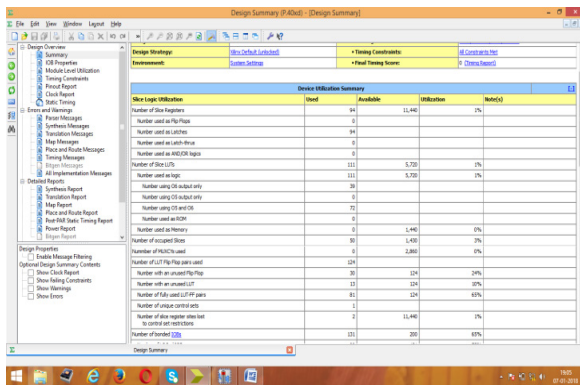 Design Summary (P.40xd) - [Design Summary]
File Edit View Window Layout Help
Design Overview
Summary
IOB Properties
Module Level Utilization
Timing Constraints
Pinout Report
Clock Report
Static Timing
Errors and Warnings
Parser Messages
Synthesis Messages
Translation Messages
Map Messages
Place and Route Messages
Timing Messages
Bitgen Messages
All Implementation Messages
Detailed Reports
Synthesis Report
Translation Report
Map Report
Place and Route Report
Post-PAR Static Timing Report
Power Report
Bitgen Report
Design Properties
Enable Message Filtering
Optional Design Summary Contents
Show Clock Report
Show Failing Constraints
Show Warnings
Show Errors
Design Strategy: Xilinx Default (unlocked) • Timing Constraints: All Constraints Met
Environment: System Settings • Final Timing Score: 0 (Timing Report)
Device Utilization Summary [-]
Slice Logic Utilization Used Available Utilization Note(s)
Number of Slice Registers 94 11,440 1%
Number used as Flip Flops 0
Number used as Latches 94
Number used as Latch-thrus 0
Number used as AND/OR logics 0
Number of Slice LUTs 111 5,720 1%
Number used as logic 111 5,720 1%
Number using O6 output only 39
Number using O5 output only 0
Number using O5 and O6 72
Number used as ROM 0
Number used as Memory 0 1,440 0%
Number of occupied Slices 50 1,430 3%
Number of MUXCYs used 0 2,860 0%
Number of LUT Flip Flop pairs used 124
Number with an unused Flip Flop 30 124 24%
Number with an unused LUT 13 124 10%
Number of fully used LUT-FF pairs 81 124 65%
Number of unique control sets 1
Number of slice register sites lost to control set restrictions 2 11,440 1%
Number of bonded IOBs 131 200 65%
Design Summary
19:05
07-01-2018